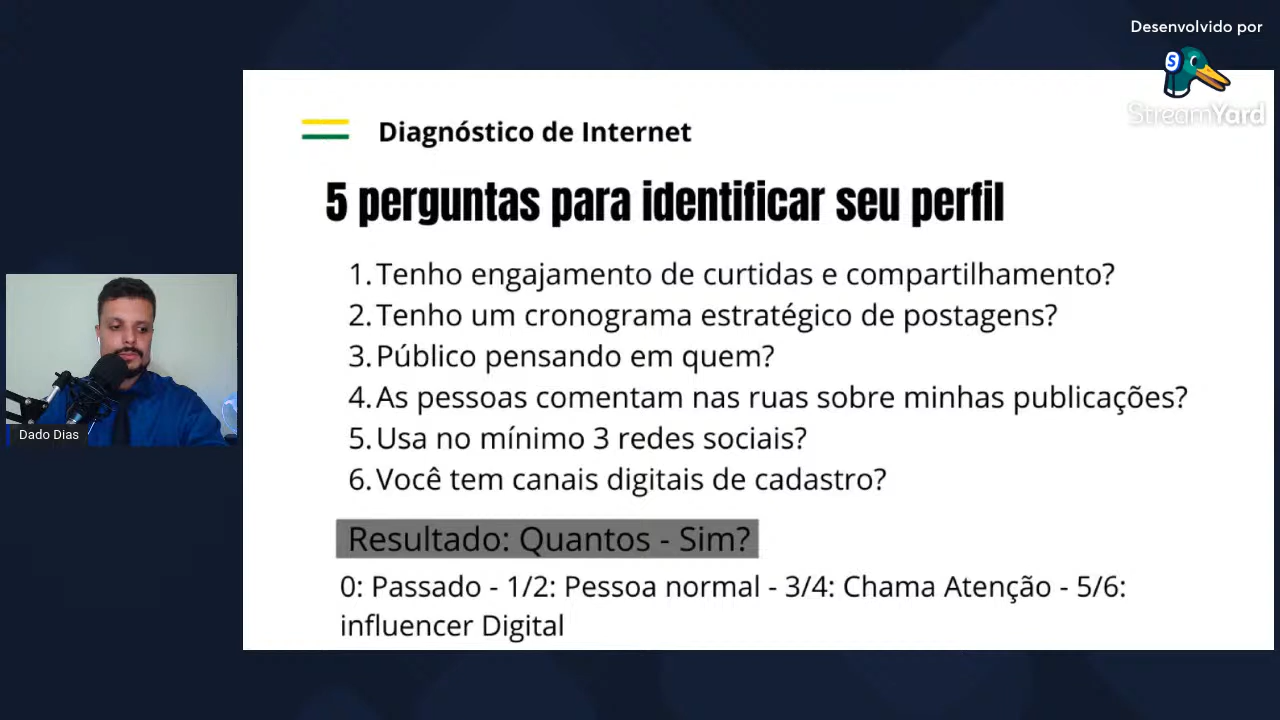 Desenvolvido por
StreamYard
Diagnóstico de Internet
5 perguntas para identificar seu perfil
1. Tenho engajamento de curtidas e compartilhamento?
2. Tenho um cronograma estratégico de postagens?
3. Público pensando em quem?
4. As pessoas comentam nas ruas sobre minhas publicações?
5. Usa no mínimo 3 redes sociais?
6. Você tem canais digitais de cadastro?
Dado Dias
Resultado: Quantos - Sim?
0: Passado - 1/2: Pessoa normal - 3/4: Chama Atenção - 5/6:
influencer Digital